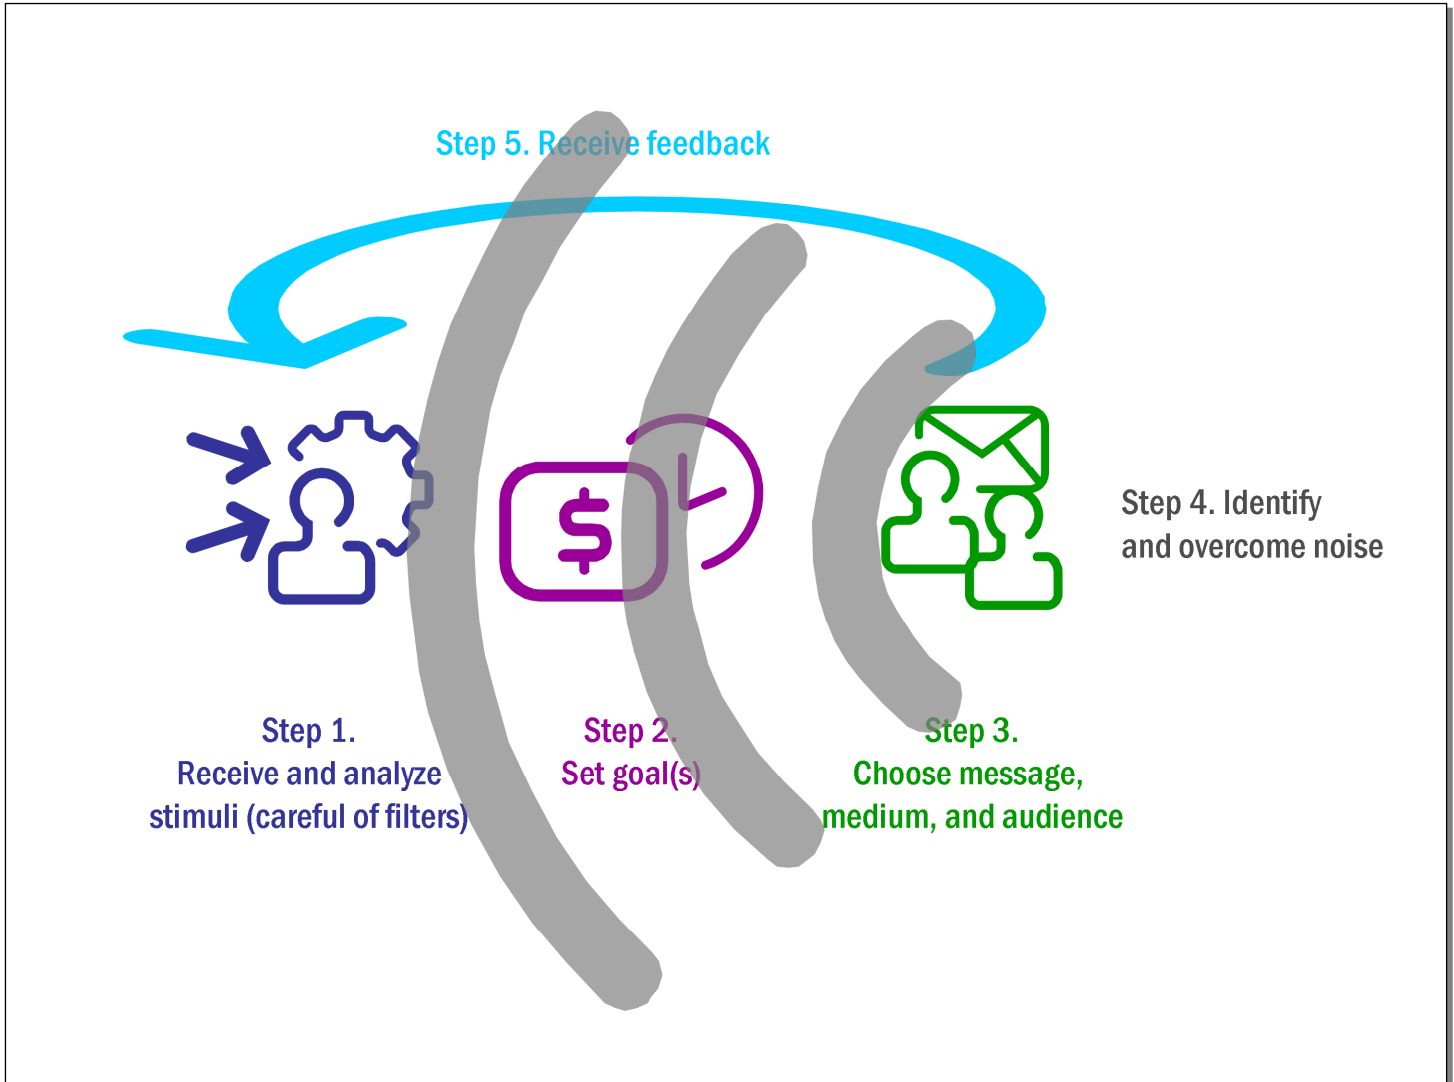 Step 5. Receive feedback
$
Step 4. Identify
and overcome noise
Step 1.
Receive and analyze
stimuli (careful of filters)
Step 2.
Set goal(s)
Step 3.
Choose message,
medium, and audience